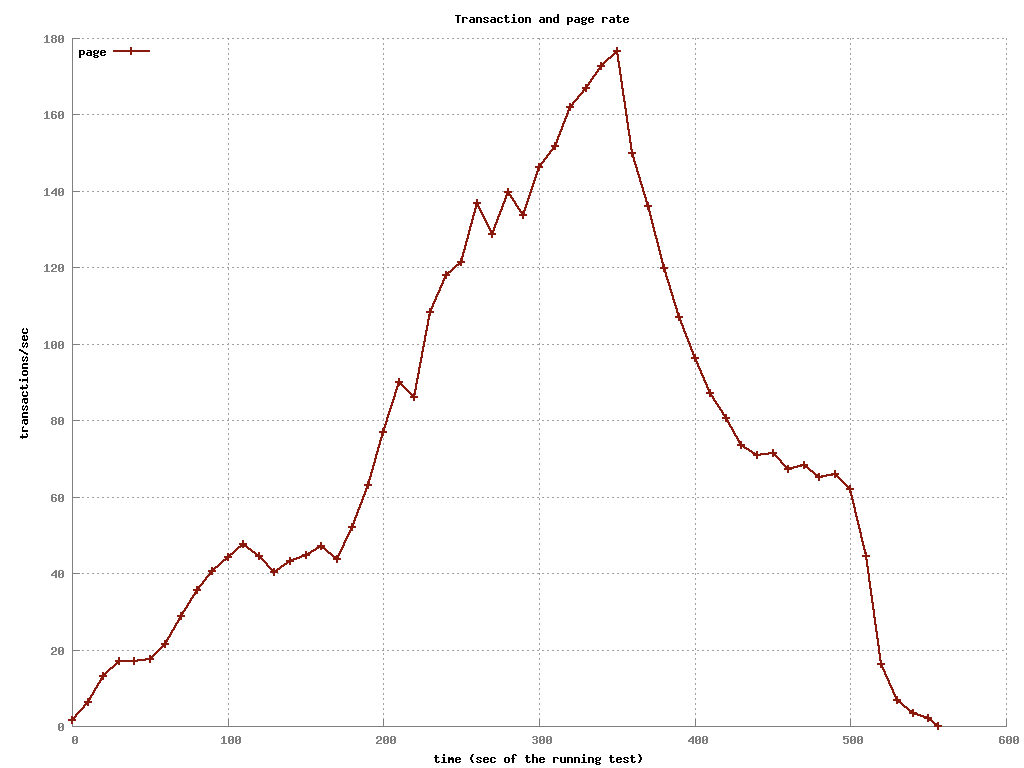 Transaction and page rate
180
page
160
140
120
100
80
60
40
20
0
transactions/sec
0 100 200 300 400 500 600
time (sec of the running test)